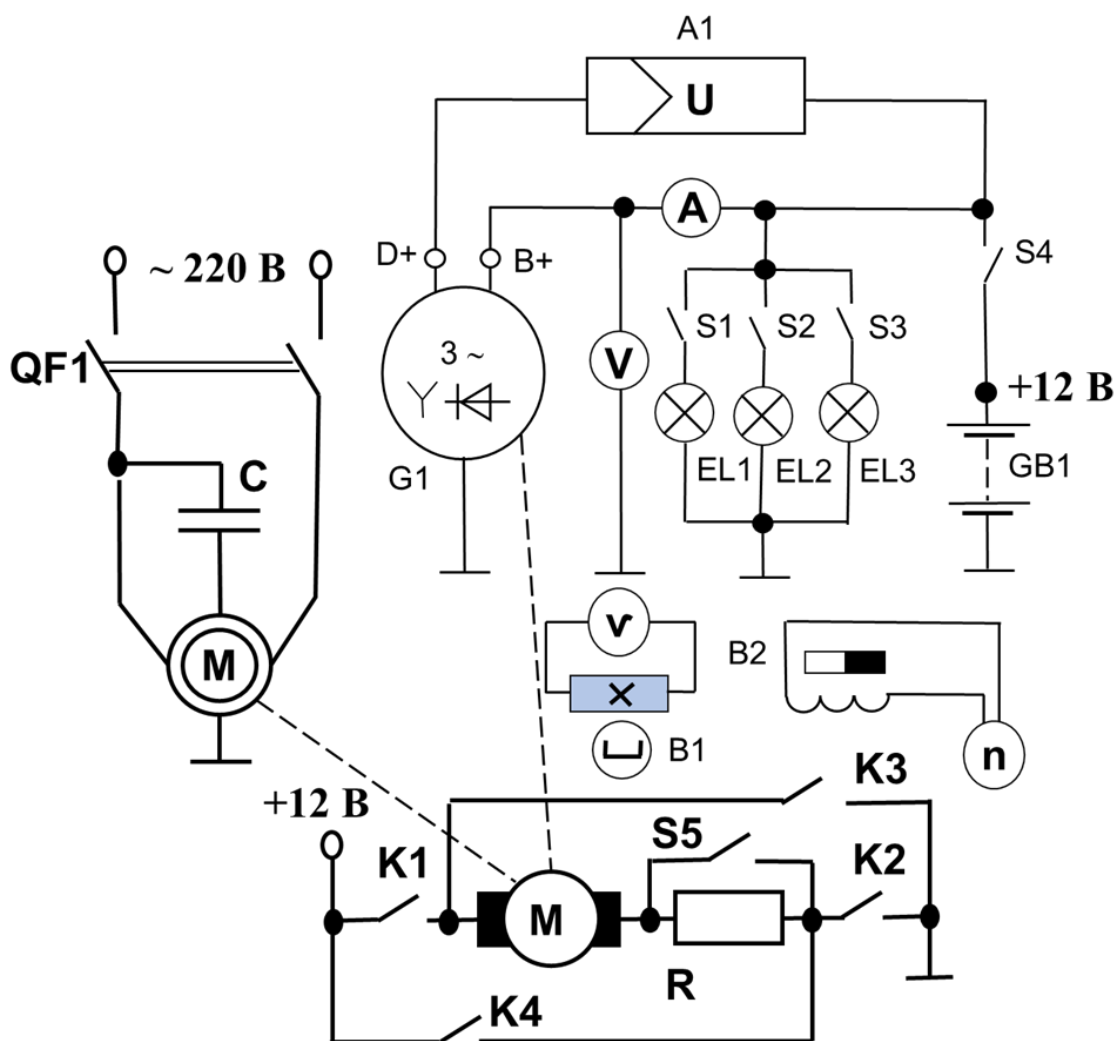 A1
U
A
D+
B+
~ 220 В
S4
S1
S2
S3
3 ~
V
QF1
+12 В
EL1
EL2
EL3
GB1
G1
C
v
B2
M
B1
n
+12 В
K3
S5
K1
K2
M
R
K4